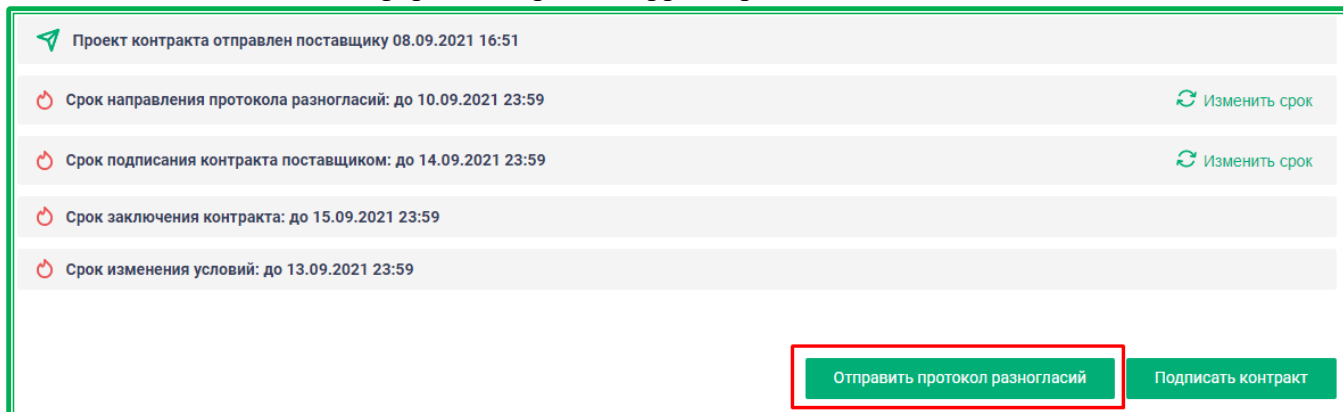 Проект контракта отправлен поставщику 08.09.2021 16:51
Срок направления протокола разногласий: до 10.09.2021 23:59 Изменить срок
Срок подписания контракта поставщиком: до 14.09.2021 23:59 Изменить срок
Срок заключения контракта: до 15.09.2021 23:59
Срок изменения условий: до 13.09.2021 23:59
Отправить протокол разногласий Подписать контракт